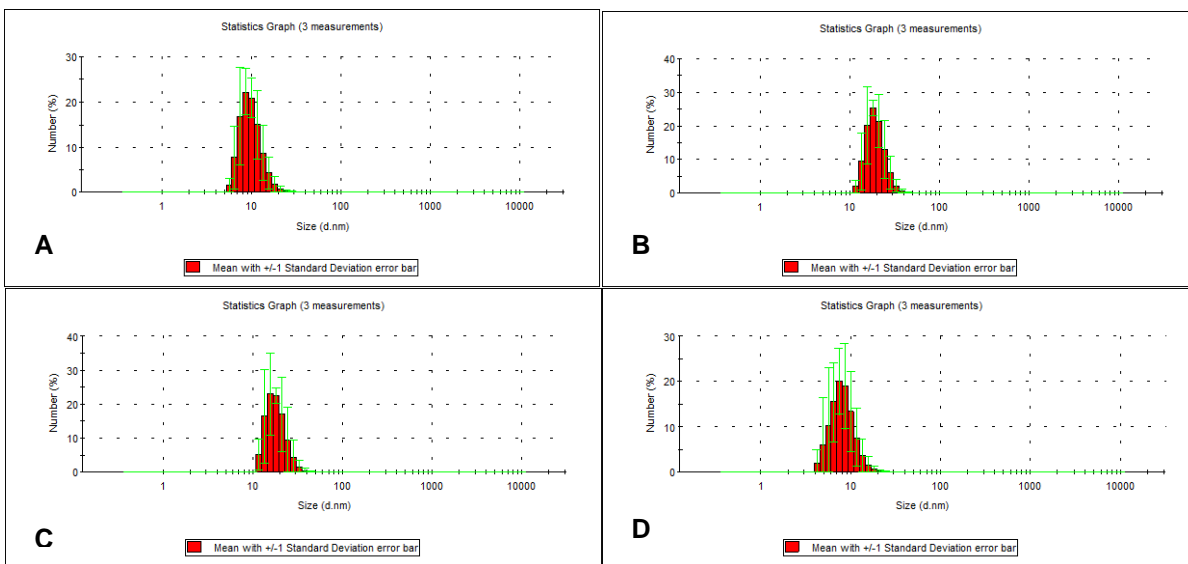 Statistics Graph (3 measurements)
30
20
10
0
Number (%)
1 10 100 1000 10000
Size (d.nm)
A
Mean with +/-1 Standard Deviation error bar
Statistics Graph (3 measurements)
40
30
20
10
0
Number (%)
1 10 100 1000 10000
Size (d.nm)
B
Mean with +/-1 Standard Deviation error bar
Statistics Graph (3 measurements)
40
30
20
10
0
Number (%)
1 10 100 1000 10000
Size (d.nm)
C
Mean with +/-1 Standard Deviation error bar
Statistics Graph (3 measurements)
30
20
10
0
Number (%)
1 10 100 1000 10000
Size (d.nm)
D
Mean with +/-1 Standard Deviation error bar